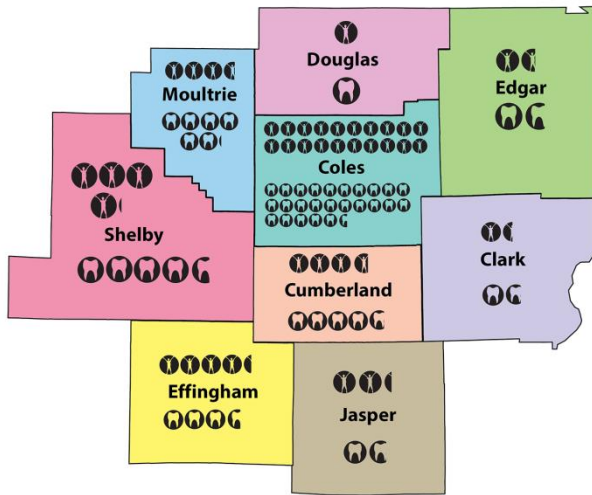 Douglas
Moultrie
Edgar
Coles
Shelby
Clark
Cumberland
Effingham
Jasper